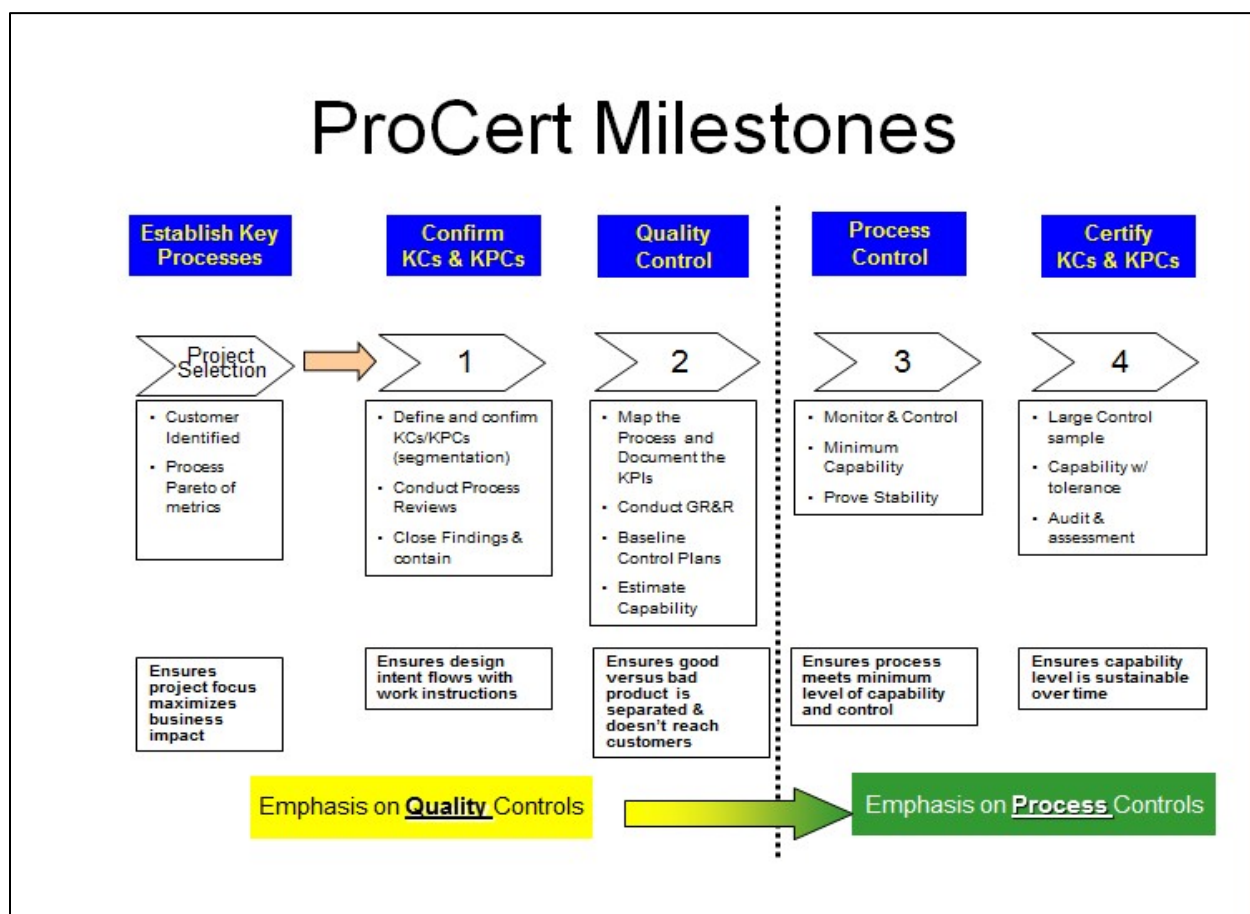 ProCert Milestones
Establish Key
Processes
Confirm
KCs & KPCs
Quality
Control
Process
Control
Certify
KCs & KPCs
Project
Selection
1
2
3
4
• Customer
Identified
• Process
Pareto of
metrics
• Define and confirm
KCs/KPCs
(segmentation)
• Conduct Process
Reviews
• Close Findings &
contain
• Map the
Process and
Document the
KPIs
• Conduct GR&R
• Baseline
Control Plans
• Estimate
Capability
• Monitor & Control
• Minimum
Capability
• Prove Stability
• Large Control
sample
• Capability w/
tolerance
• Audit &
assessment
Ensures
project focus
maximizes
business
impact
Ensures design
intent flows with
work instructions
Ensures good
versus bad
product is
separated &
doesn't reach
customers
Ensures process
meets minimum
level of capability
and control
Ensures capability
level is sustainable
over time
Emphasis on Quality Controls
Emphasis on Process Controls